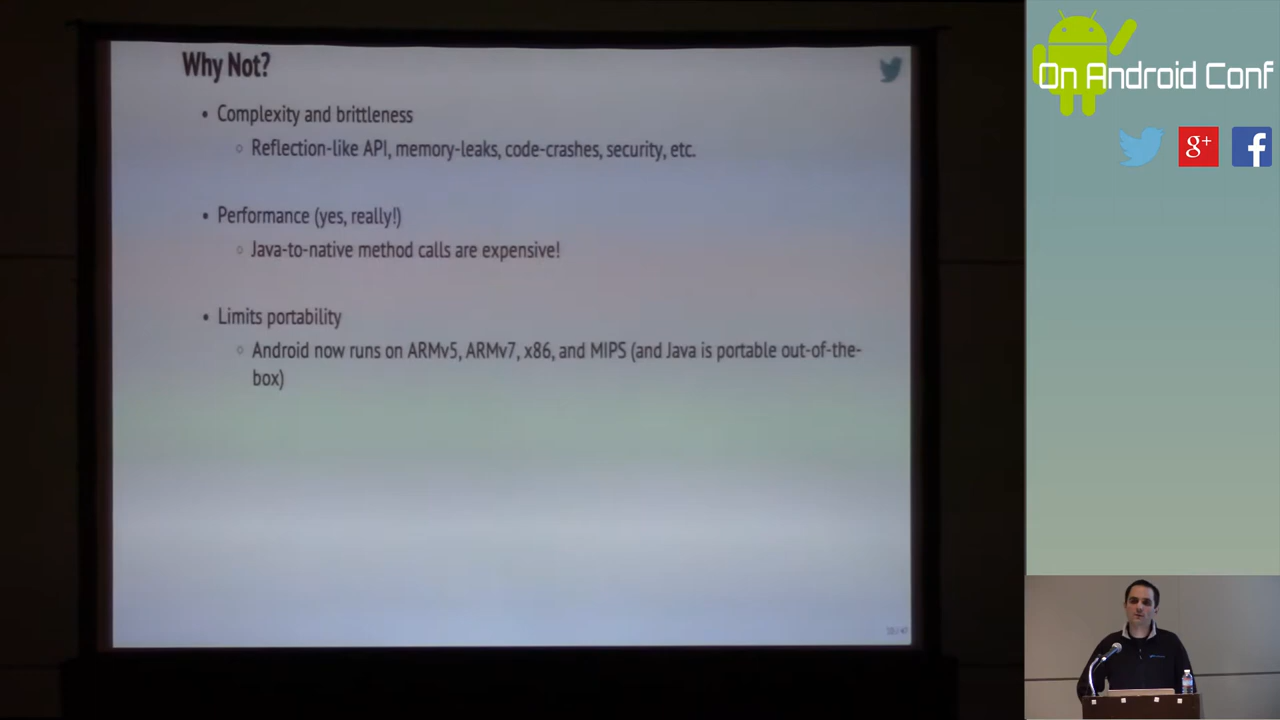 Why Not?
• Complexity and brittleness
◦ Reflection-like API, memory-leaks, code-crashes, security, etc.
• Performance (yes, really!)
◦ Java-to-native method calls are expensive!
• Limits portability
◦ Android now runs on ARMv5, ARMv7, x86, and MIPS (and Java is portable out-of-the-
box)
On Android Conf
g+
f